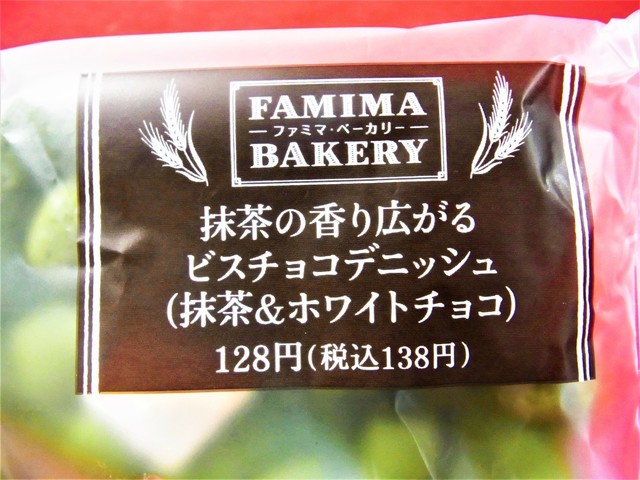 FAMIMA
ファミマ・ベーカリー
BAKERY
抹茶の香り広がる
ビスチョコデニッシュ
(抹茶&ホワイトチョコ)
128円(税込138円)